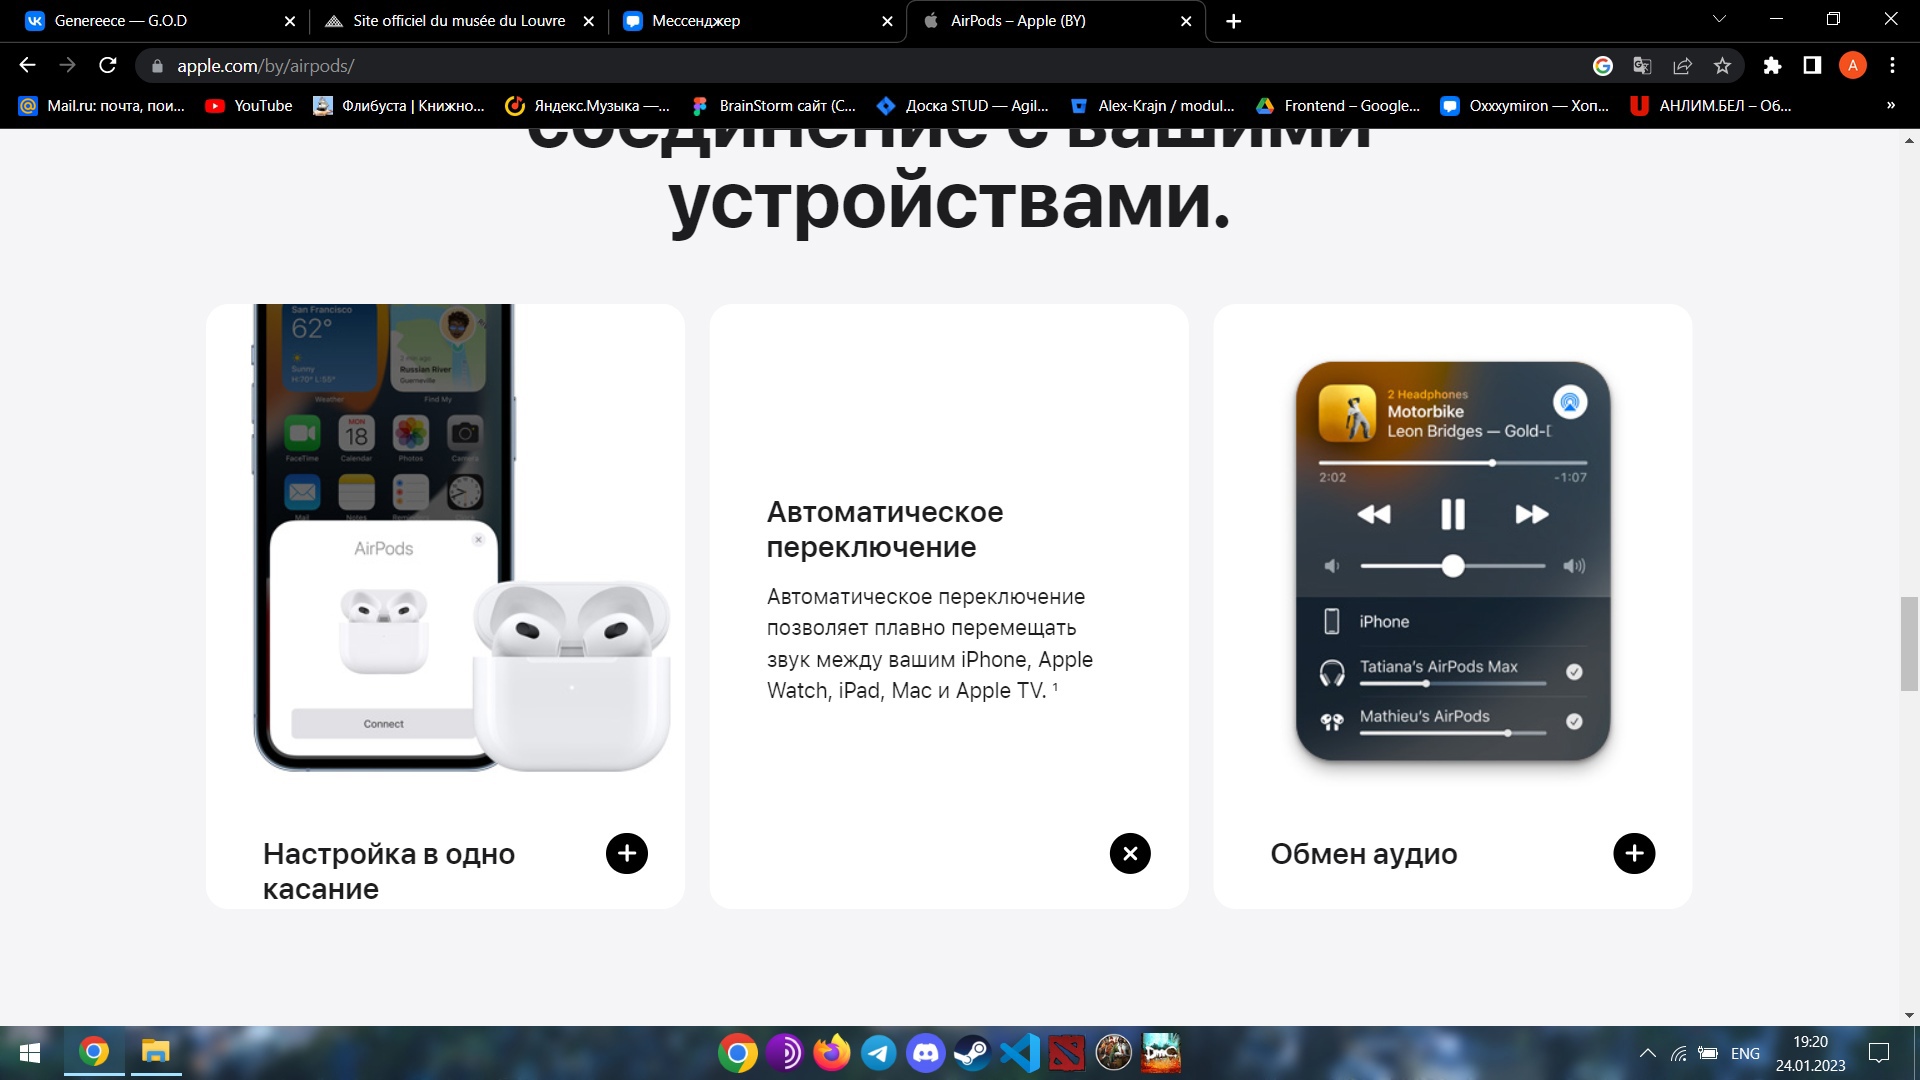 Genereece — G.O.D
Site officiel du musée du Louvre
Мессенджер
AirPods – Apple (BY)
apple.com/by/airpods/
A
Mail.ru: почта, пои...
YouTube
Флибуста | Книжно...
Яндекс.Музыка —...
BrainStorm сайт (C...
Доска STUD — Agil...
Alex-Krajn / modul...
Frontend – Google...
Oxxxymiron — Хоп...
АНЛИМ.БЕЛ – Об...
»
соединение с вашими
устройствами.
San Francisco
62°
Sunny
H:70° L:55°
Weather
2 min ago
Russian River
Guerneville
Find My
MON
18
FaceTime
Calendar
Photos
Camera
Mail
Notes
Reminders
AirPods
Connect
Настройка в одно
касание
Автоматическое
переключение
Автоматическое переключение
позволяет плавно перемещать
звук между вашим iPhone, Apple
Watch, iPad, Mac и Apple TV. ¹
2 Headphones
Motorbike
Leon Bridges — Gold-D
2:02
-1:07
iPhone
Tatiana's AirPods Max
Mathieu's AirPods
Обмен аудио
DmC
ENG
19:20
24.01.2023